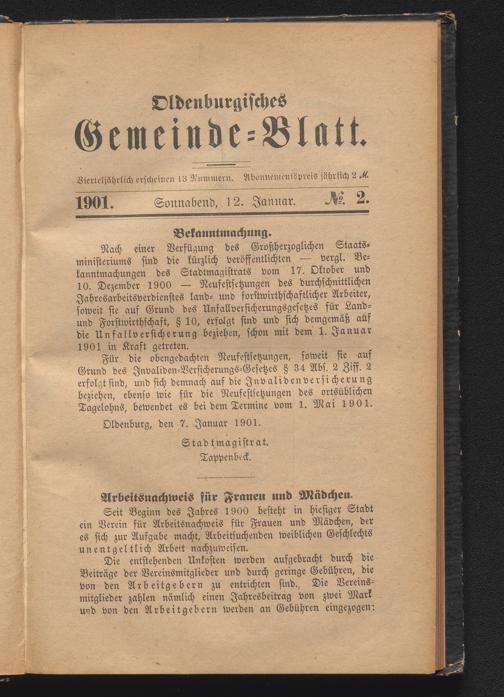 Oldenburgisches
Gemeinde=Blatt.
Vierteljährlich erscheinen 13 Nummern. Abonnementspreis jährlich 2 ℳ.
1901. Sonnabend, 12. Januar. № 2.
Bekanntmachung.
Nach einer Verfügung des Großherzoglichen Staats-
ministeriums sind die kürzlich veröffentlichten — vergl. Be-
kanntmachungen des Stadtmagistrats vom 17. Oktober und
10. Dezember 1900 — Neufestsetzungen des durchschnittlichen
Jahresarbeitsverdienstes land- und forstwirthschaftlicher Arbeiter,
soweit sie auf Grund des Unfallversicherungsgesetzes für Land-
und Forstwirthschaft, § 10, erfolgt sind und sich demgemäß auf
die Unfallversicherung beziehen, schon mit dem 1. Januar
1901 in Kraft getreten.
Für die obengedachten Neufestsetzungen, soweit sie auf
Grund des Invaliden-Versicherungs-Gesetzes § 34 Abs. 2 Ziff. 2
erfolgt sind, und sich demnach auf die Invalidenversicherung
beziehen, ebenso wie für die Neufestsetzungen des ortsüblichen
Tagelohns, bewendet es bei dem Termine vom 1. Mai 1901.
Oldenburg, den 7. Januar 1901.
Stadtmagistrat.
Tappenbeck.
Arbeitsnachweis für Frauen und Mädchen.
Seit Beginn des Jahres 1900 besteht in hiesiger Stadt
ein Verein für Arbeitsnachweis für Frauen und Mädchen, der
es sich zur Aufgabe macht, Arbeitsuchenden weiblichen Geschlechts
unentgeltlich Arbeit nachzuweisen.
Die entstehenden Unkosten werden aufgebracht durch die
Beiträge der Vereinsmitglieder und durch geringe Gebühren, die
von den Arbeitgebern zu entrichten sind. Die Vereins-
mitglieder zahlen nämlich einen Jahresbeitrag von zwei Mark
und von den Arbeitgebern werden an Gebühren eingezogen: